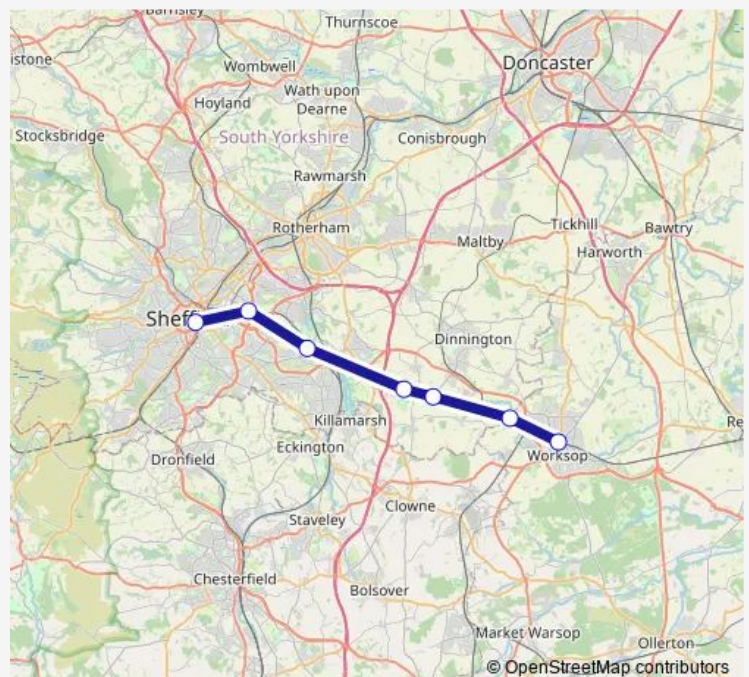 Barnsley
Thurnscoe
istone
Wombwell
Doncaster
Wath upon
Dearne
Hoyland
Stocksbridge
South Yorkshire
Conisbrough
Rawmarsh
Rotherham
Tickhill
Bawtry
Maltby
Harworth
Sheff
Dinnington
Killamarsh
Re
Eckington
Worksop
Dronfield
Clowne
Staveley
Chesterfield
Bolsover
Market Warsop
Ollerton
© OpenStreetMap contributors